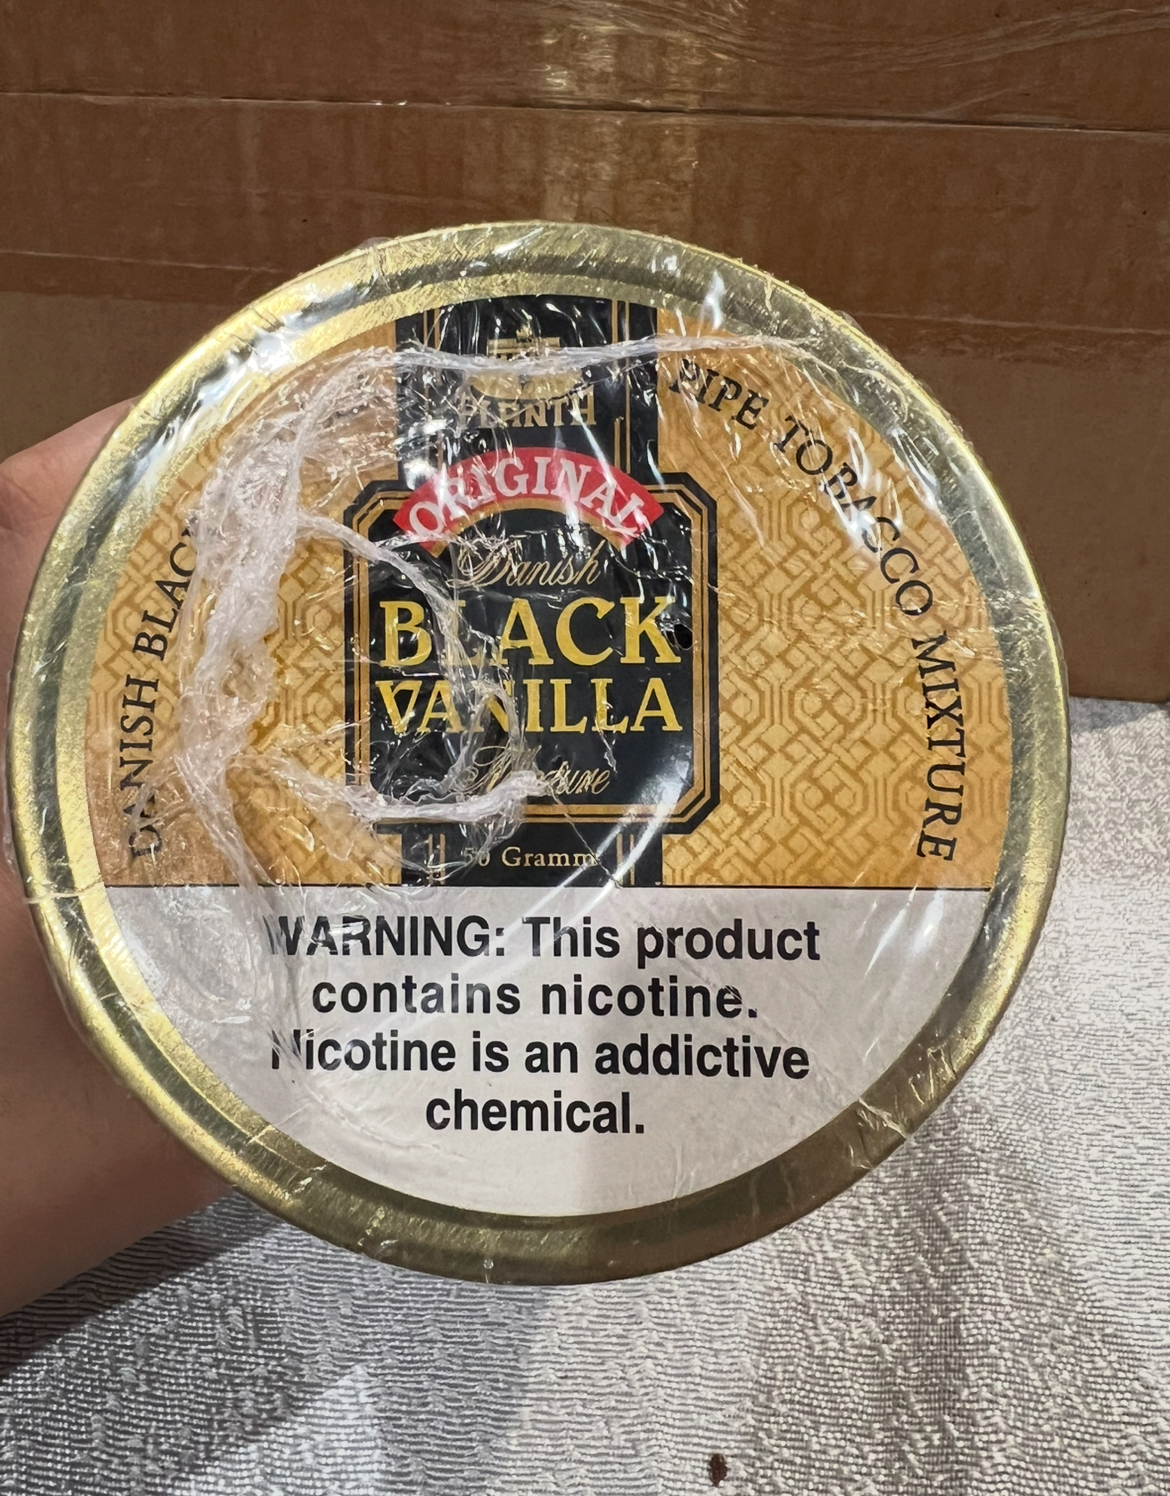 ORIGINAL
Danish
BLACK
VANILLA
Mixture
50 Gramm
DANISH BLACK
PIPE TOBACCO MIXTURE
WARNING: This product
contains nicotine.
Nicotine is an addictive
chemical.